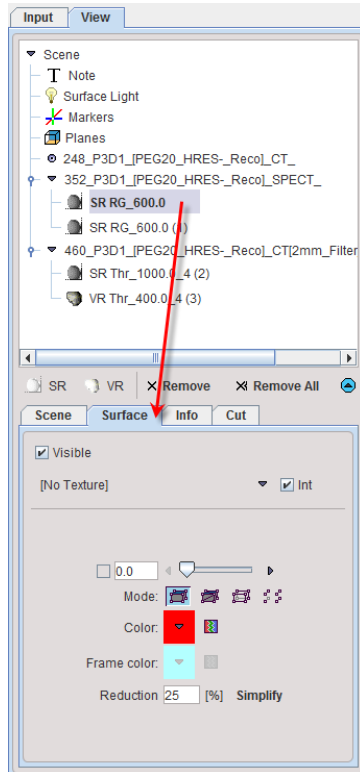 Input View
Scene
T Note
Surface Light
Markers
Planes
248_P3D1_[PEG20_HRES-_Reco]_CT_
352_P3D1_[PEG20_HRES-_Reco]_SPECT_
SR RG_600.0
SR RG_600.0 (1)
460_P3D1_[PEG20_HRES-_Reco]_CT[2mm_Filter
SR Thr_1000.0_4 (2)
VR Thr_400.0_4 (3)
SR VR Remove Remove All
Scene Surface Info Cut
Visible
[No Texture] Int
0.0
Mode:
Color:
Frame color:
Reduction 25 [%] Simplify